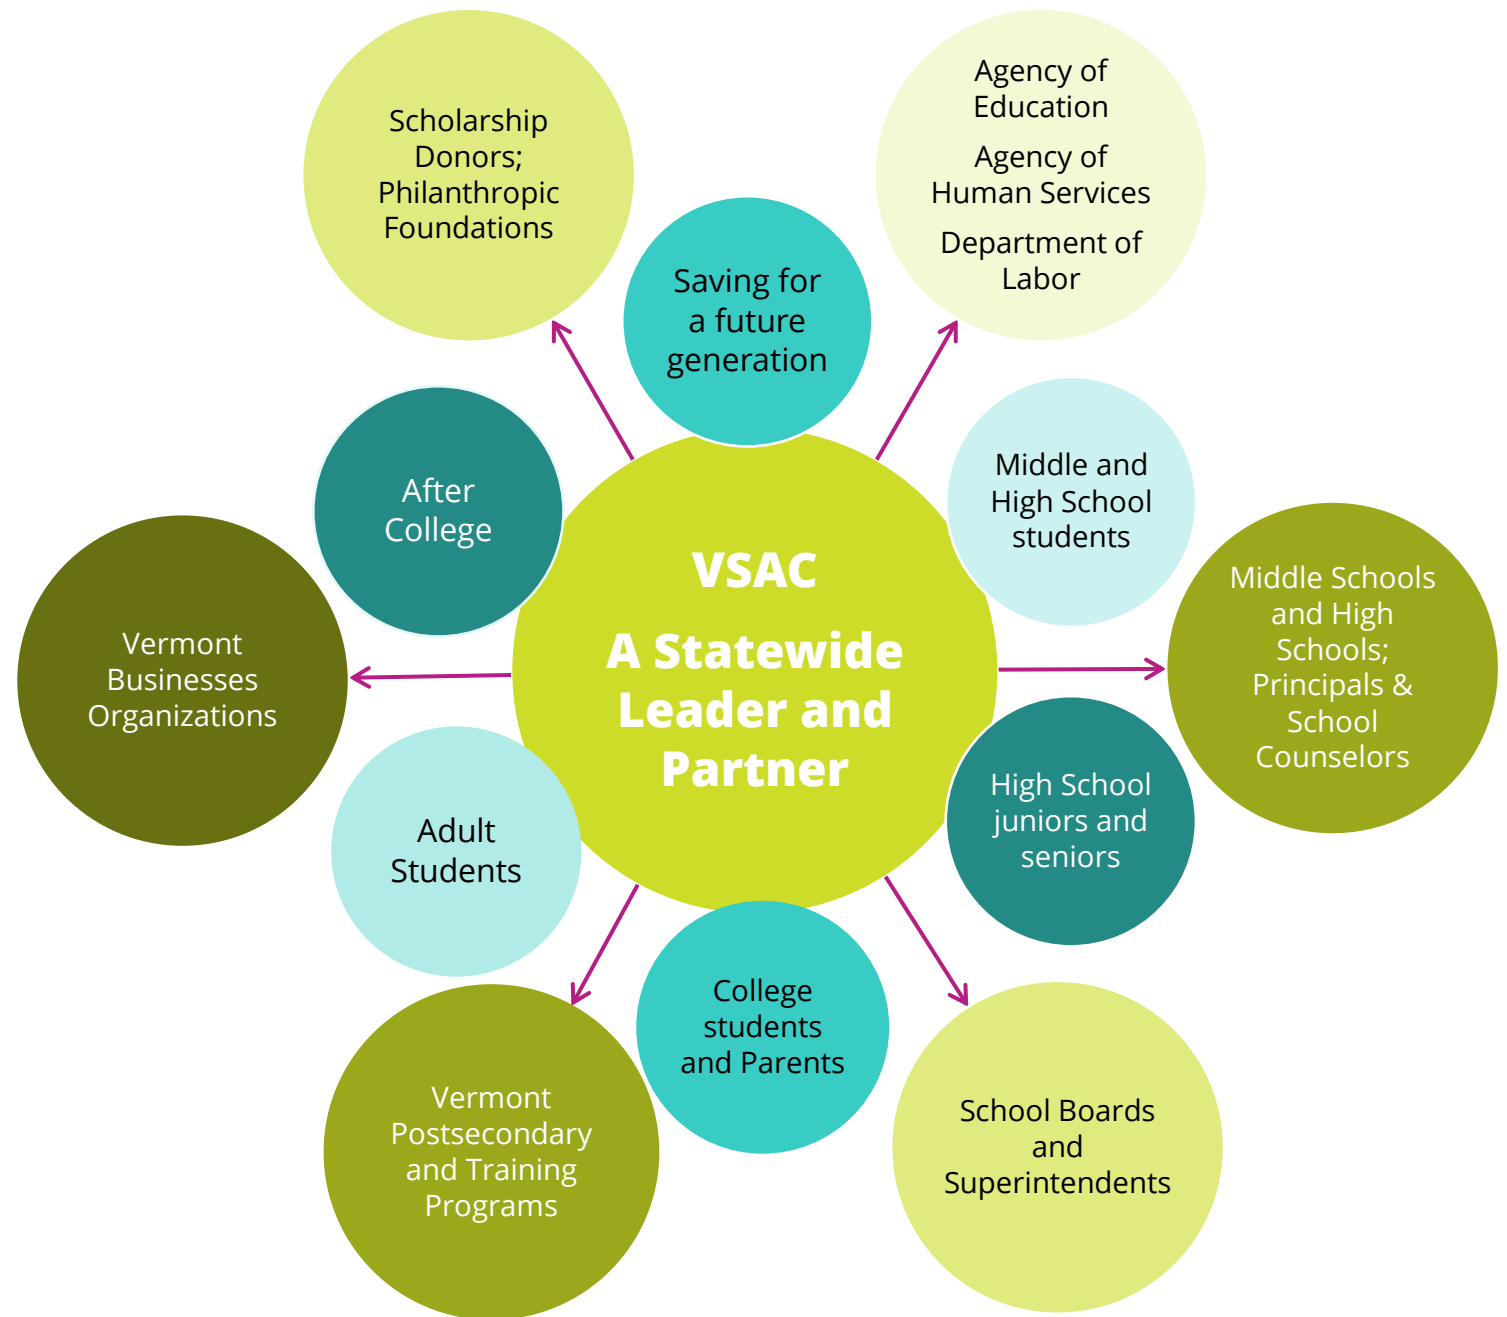 Scholarship
Donors;
Philanthropic
Foundations
Agency of
Education
Agency of
Human Services
Department of
Labor
Saving for
a future
generation
After
College
Middle and
High School
students
VSAC
A Statewide
Leader and
Partner
Middle Schools
and High
Schools;
Principals &
School
Counselors
Vermont
Businesses
Organizations
Adult
Students
High School
juniors and
seniors
College
students
and Parents
Vermont
Postsecondary
and Training
Programs
School Boards
and
Superintendents